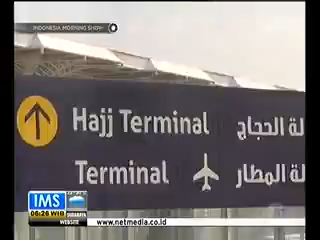 INDONESIA MORNING SHOW
Hajj Terminal
لة الحجاج
Terminal
لة المطار
IMS
06:26 WIB
SURABAYA
WEBSITE
www.netmedia.co.id